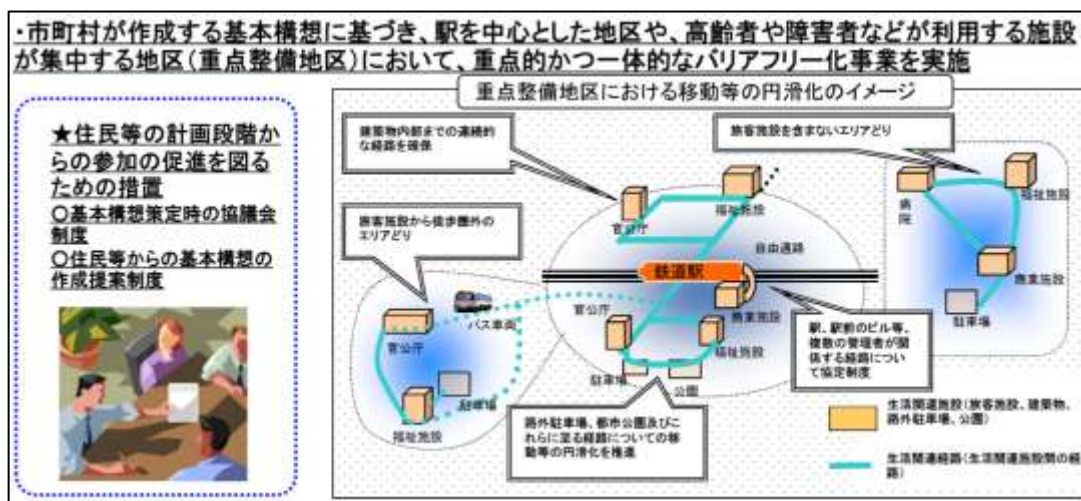 ・市町村が作成する基本構想に基づき、駅を中心とした地区や、高齢者や障害者などが利用する施設
が集中する地区(重点整備地区)において、重点的かつ一体的なバリアフリー化事業を実施
★住民等の計画段階か
らの参加の促進を図る
ための措置
○基本構想策定時の協議会
制度
○住民等からの基本構想の
作成提案制度
重点整備地区における移動等の円滑化のイメージ
建築物内部までの連続的
な経路を確保
旅客施設を含まないエリアどり
旅客施設から徒歩圏外の
エリアどり
官公庁
福祉施設
自由通路
鉄道駅
病院
福祉施設
商業施設
駐車場
バス車両
官公庁
駐車場
福祉施設
官公庁
商業施設
福祉施設
駐車場
公園
駅、駅前のビル等、
複数の管理者が関
係する経路につい
て協定制度
路外駐車場、都市公園及びこ
れらに至る経路についての移
動等の円滑化を推進
生活関連施設(旅客施設、建築物、
路外駐車場、公園)
生活関連経路(生活関連施設間の経
路)